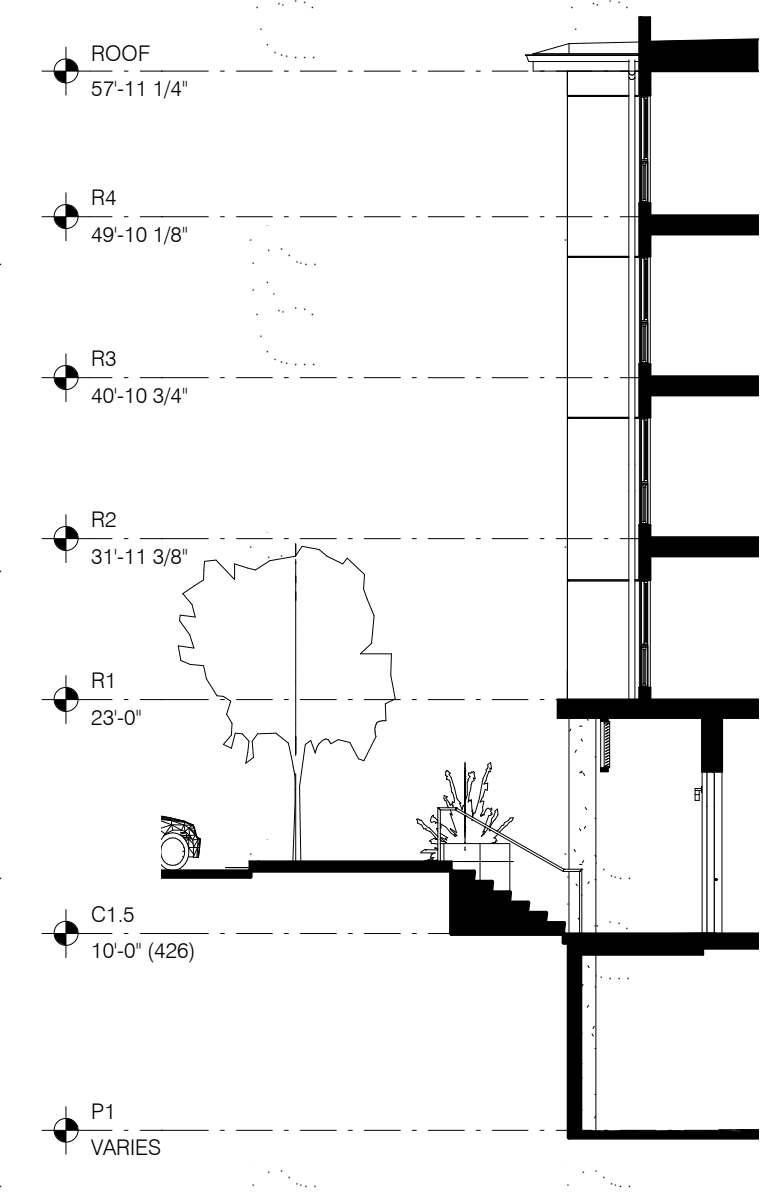 ROOF
57'-11 1/4"
R4
49'-10 1/8"
R3
40'-10 3/4"
R2
31'-11 3/8"
R1
23'-0"
C1.5
10'-0" (426)
P1
VARIES